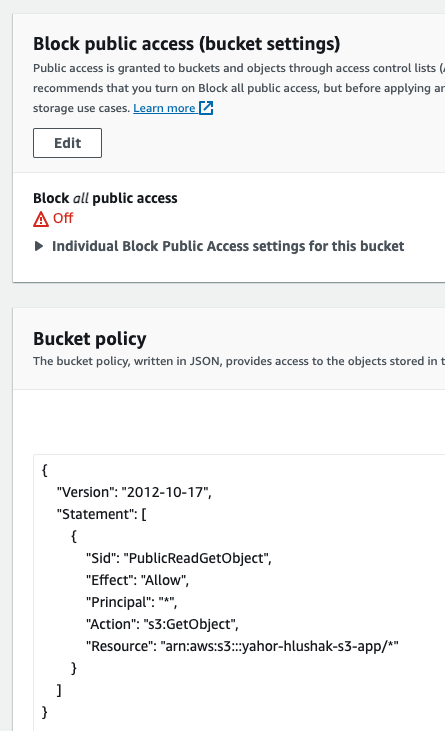 Block public access (bucket settings)
Public access is granted to buckets and objects through access control lists (
recommends that you turn on Block all public access, but before applying
storage use cases. Learn more
Edit
Block all public access
Off
Individual Block Public Access settings for this bucket
Bucket policy
The bucket policy, written in JSON, provides access to the objects stored in
{
"Version": "2012-10-17",
"Statement": [
{
"Sid": "PublicReadGetObject",
"Effect": "Allow",
"Principal": "*",
"Action": "s3:GetObject",
"Resource": "arn:aws:s3:::yahor-hlushak-s3-app/*"
}
]
}